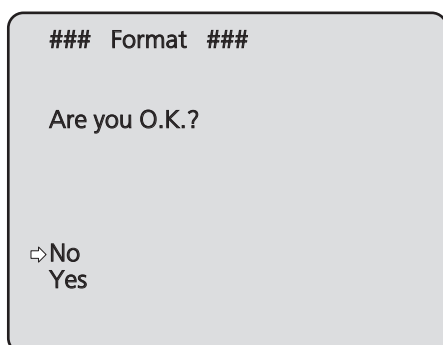 ### Format ###
Are you O.K.?
⇨No
Yes